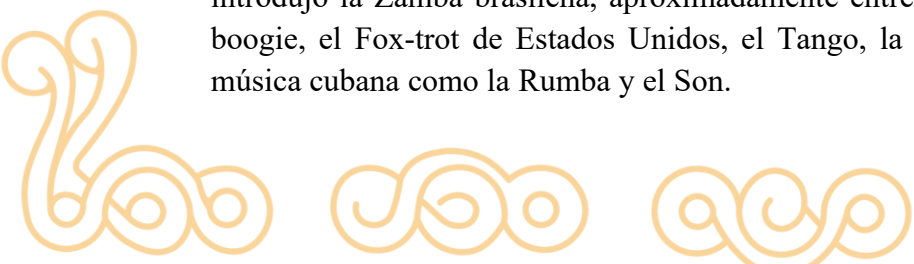 introdujo la Zamba brasileña, aproximadamente entre
boogie, el Fox-trot de Estados Unidos, el Tango, la
música cubana como la Rumba y el Son.